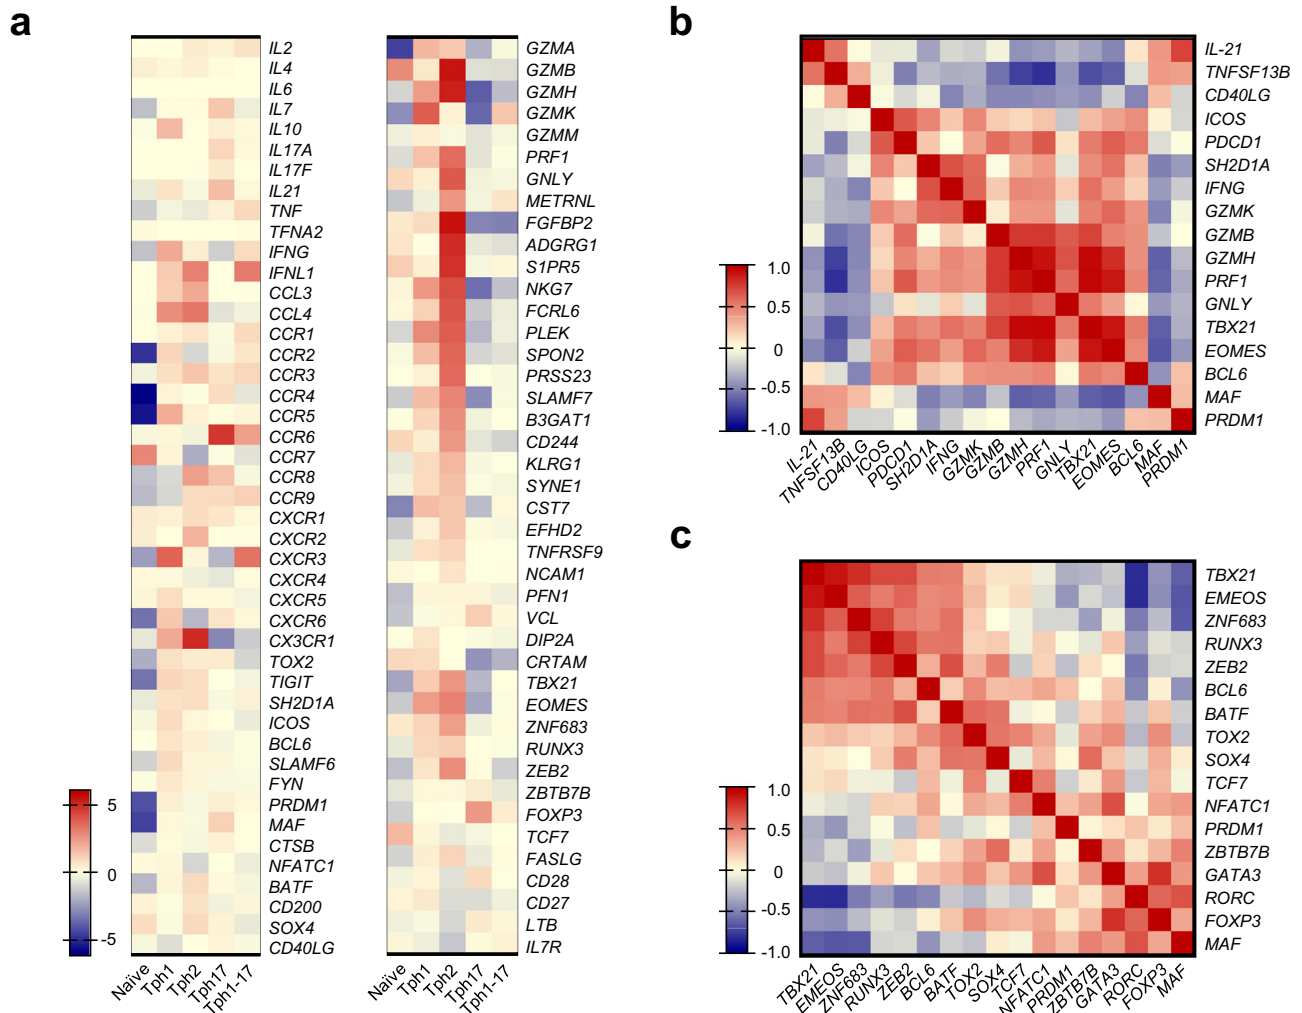 a
IL2
IL4
IL6
IL7
IL10
IL17A
IL17F
IL21
TNF
TFNA2
IFNG
IFNL1
CCL3
CCL4
CCR1
CCR2
CCR3
CCR4
CCR5
CCR6
CCR7
CCR8
CCR9
CXCR1
CXCR2
CXCR3
CXCR4
CXCR5
CXCR6
CX3CR1
TOX2
TIGIT
SH2D1A
ICOS
BCL6
SLAMF6
FYN
PRDM1
MAF
CTSB
NFATC1
BATF
CD200
SOX4
CD40LG
5
0
-5
Naïve
Tph1
Tph2
Tph17
Tph1-17
GZMA
GZMB
GZMH
GZMK
GZMM
PRF1
GNLY
METRNL
FGFBP2
ADGRG1
S1PR5
NKG7
FCRL6
PLEK
SPON2
PRSS23
SLAMF7
B3GAT1
CD244
KLRG1
SYNE1
CST7
EFHD2
TNFRSF9
NCAM1
PFN1
VCL
DIP2A
CRTAM
TBX21
EOMES
ZNF683
RUNX3
ZEB2
ZBTB7B
FOXP3
TCF7
FASLG
CD28
CD27
LTB
IL7R
Naïve
Tph1
Tph2
Tph17
Tph1-17
b
IL-21
TNFSF13B
CD40LG
ICOS
PDCD1
SH2D1A
IFNG
GZMK
GZMB
GZMH
PRF1
GNLY
TBX21
EOMES
BCL6
MAF
PRDM1
1.0
0.5
0
-0.5
-1.0
IL-21
TNFSF13B
CD40LG
ICOS
PDCD1
SH2D1A
IFNG
GZMK
GZMB
GZMH
PRF1
GNLY
TBX21
EOMES
BCL6
MAF
PRDM1
c
TBX21
EMEOS
ZNF683
RUNX3
ZEB2
BCL6
BATF
TOX2
SOX4
TCF7
NFATC1
PRDM1
ZBTB7B
GATA3
RORC
FOXP3
MAF
1.0
0.5
0
-0.5
-1.0
TBX21
EMEOS
ZNF683
RUNX3
ZEB2
BCL6
BATF
TOX2
SOX4
TCF7
NFATC1
PRDM1
ZBTB7B
GATA3
RORC
FOXP3
MAF